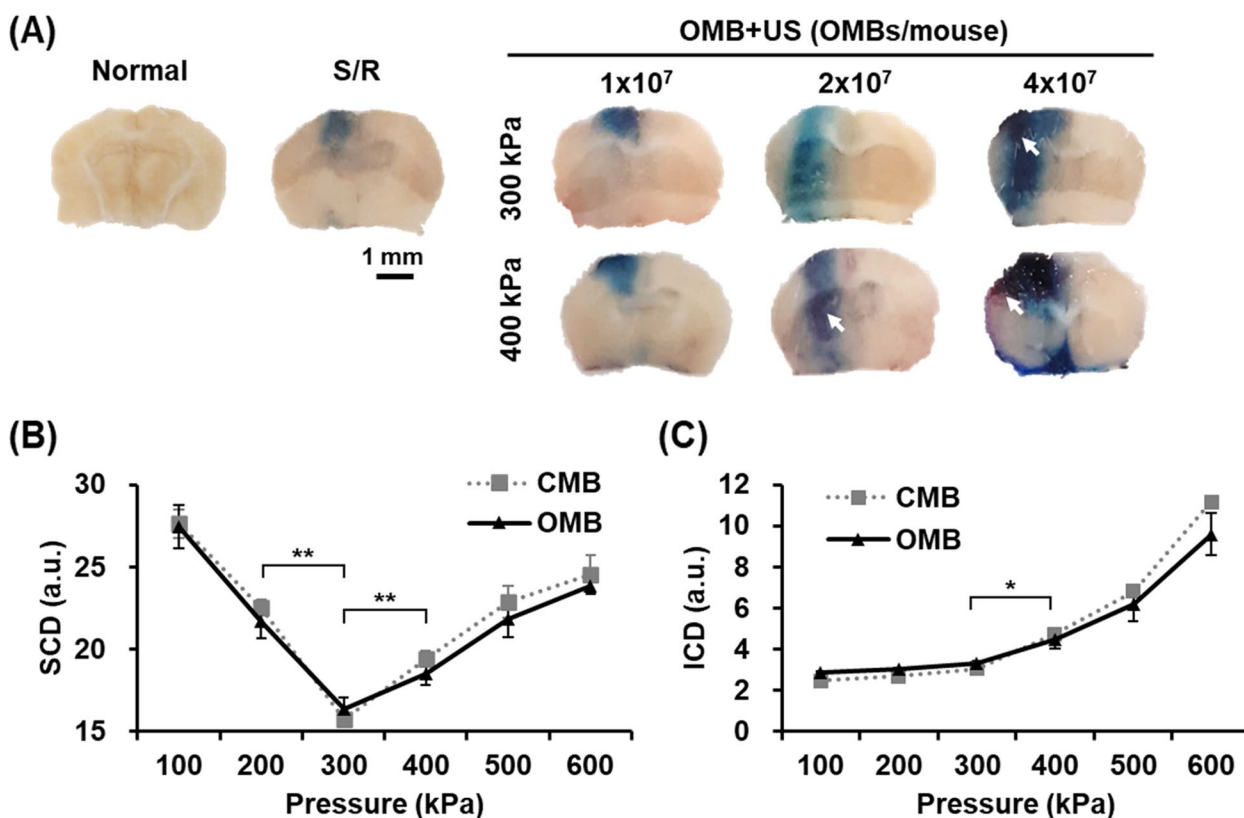 (A)
OMB+US (OMBs/mouse)
Normal
S/R
1x10⁷
2x10⁷
4x10⁷
300 kPa
1 mm
400 kPa
(B)
30
25
20
15
SCD (a.u.)
CMB
OMB
**
**
100 200 300 400 500 600
Pressure (kPa)
(C)
12
10
8
6
4
2
0
ICD (a.u.)
CMB
OMB
*
100 200 300 400 500 600
Pressure (kPa)